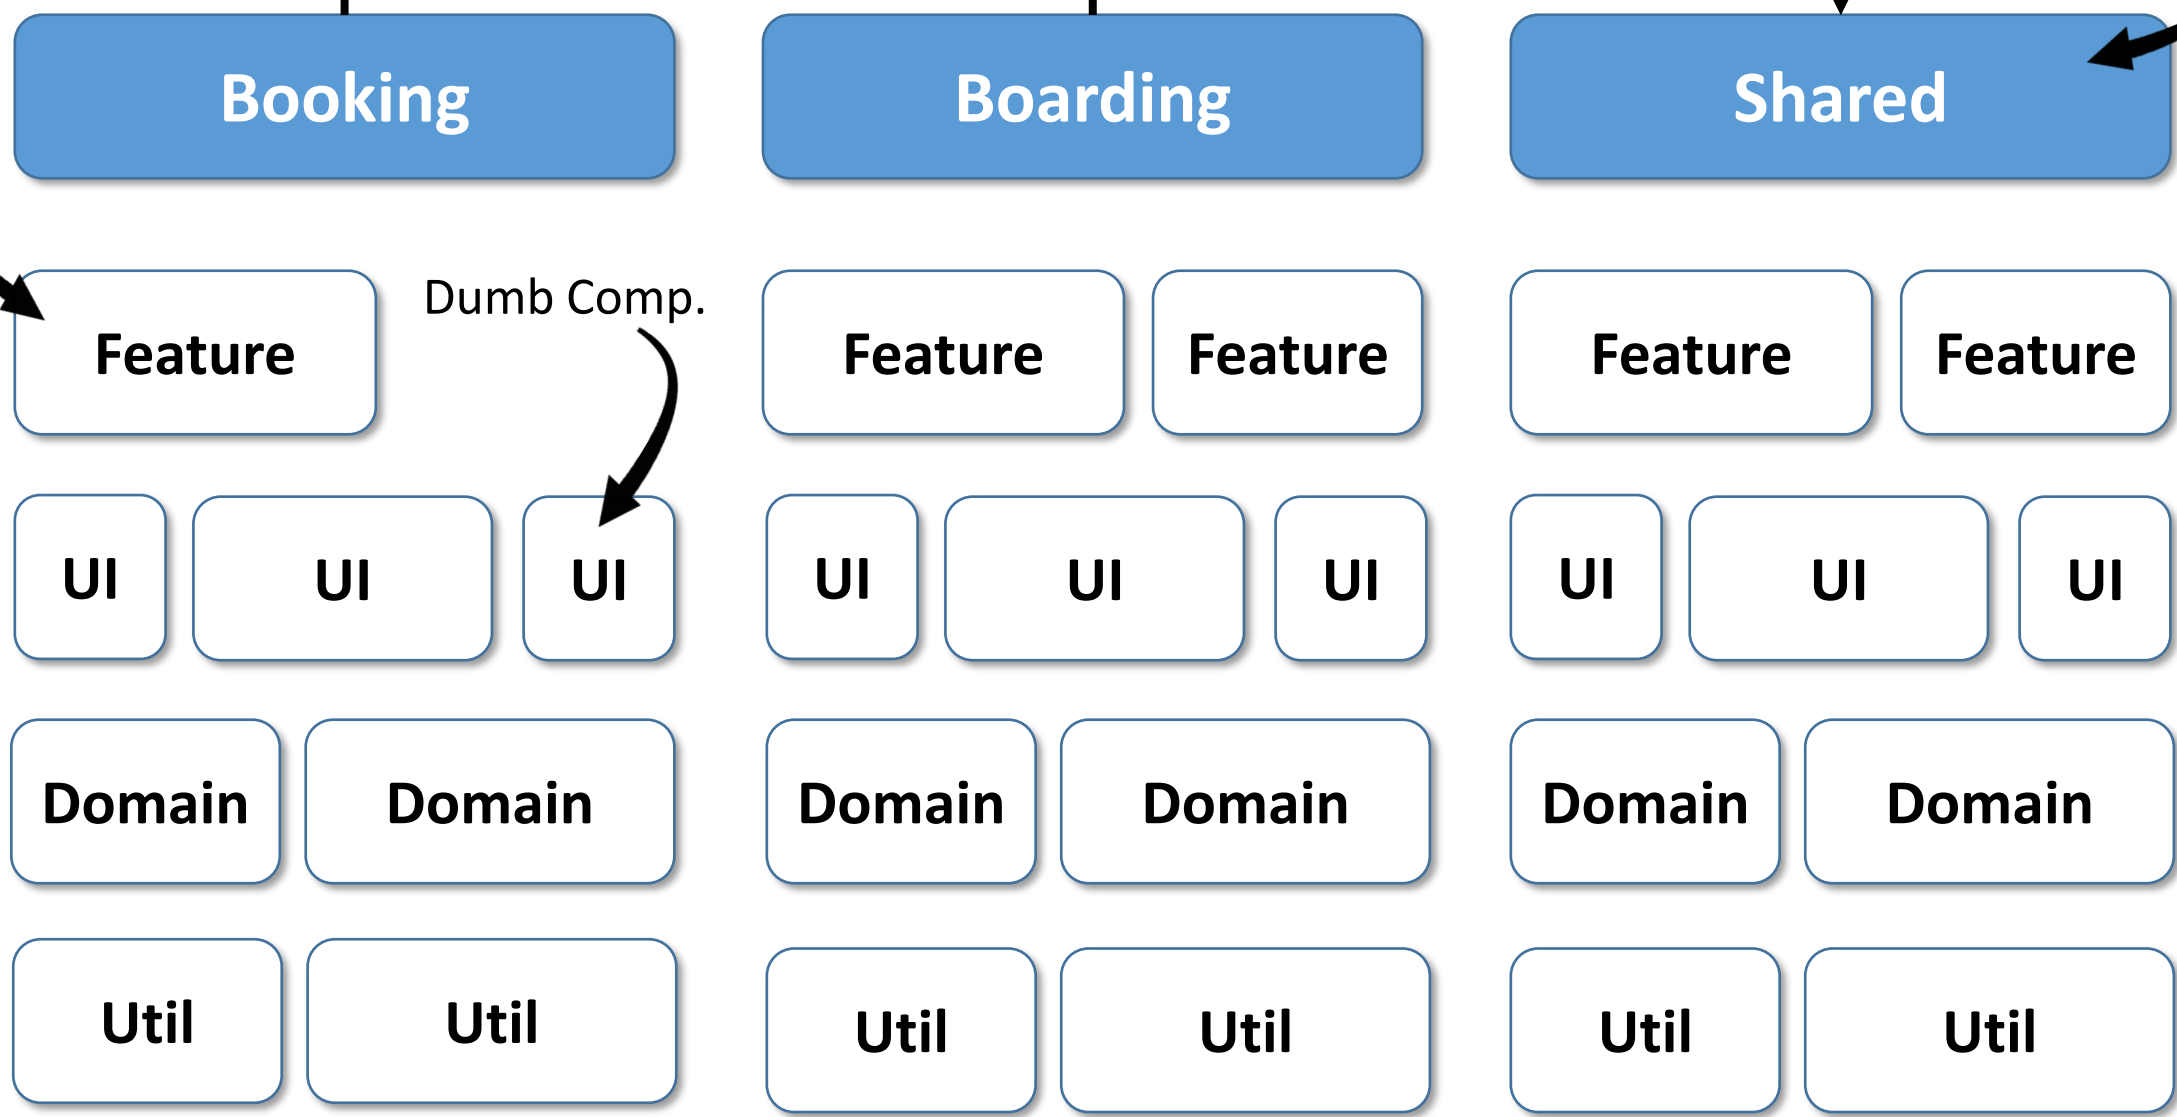 Booking Boarding Shared
Dumb Comp.
Feature Feature Feature Feature Feature
UI UI UI UI UI UI UI UI UI
Domain Domain Domain Domain Domain Domain
Util Util Util Util Util Util